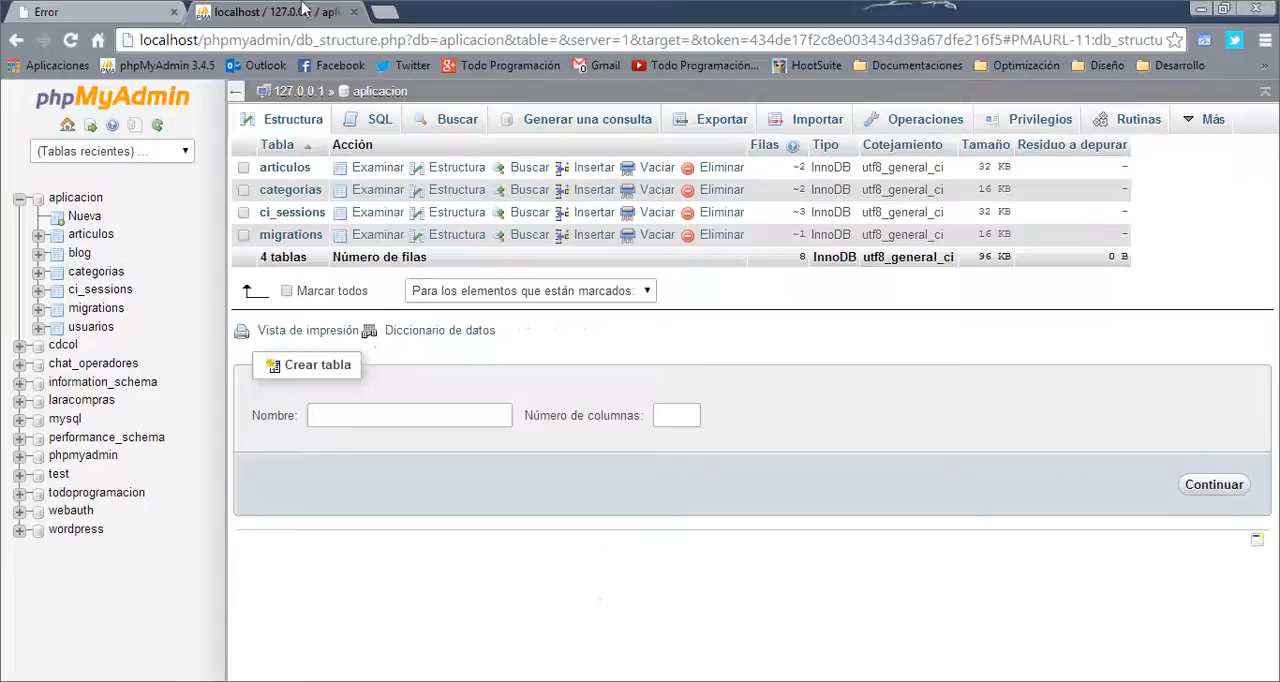 Error
localhost / 127.0.0.1 / apli
localhost/phpmyadmin/db_structure.php?db=aplicacion&table=&server=1&target=&token=434de17f2c8e003434d39a67dfe216f5#PMAURL-11:db_structu
Aplicaciones phpMyAdmin 3.4.5 Outlook Facebook Twitter Todo Programación Gmail Todo Programación... HootSuite Documentaciones Optimización Diseño Desarrollo »
phpMyAdmin
(Tablas recientes) ...
aplicacion
Nueva
articulos
blog
categorias
ci_sessions
migrations
usuarios
cdcol
chat_operadores
information_schema
laracompras
mysql
performance_schema
phpmyadmin
test
todoprogramacion
webauth
wordpress
127.0.0.1 » aplicacion
Estructura SQL Buscar Generar una consulta Exportar Importar Operaciones Privilegios Rutinas Más
Tabla Acción Filas Tipo Cotejamiento Tamaño Residuo a depurar
articulos Examinar Estructura Buscar Insertar Vaciar Eliminar ~2 InnoDB utf8_general_ci 32 KB -
categorias Examinar Estructura Buscar Insertar Vaciar Eliminar ~2 InnoDB utf8_general_ci 16 KB -
ci_sessions Examinar Estructura Buscar Insertar Vaciar Eliminar ~3 InnoDB utf8_general_ci 32 KB -
migrations Examinar Estructura Buscar Insertar Vaciar Eliminar ~1 InnoDB utf8_general_ci 16 KB -
4 tablas Número de filas 8 InnoDB utf8_general_ci 96 KB 0 B
Marcar todos Para los elementos que están marcados:
Vista de impresión Diccionario de datos
Crear tabla
Nombre: Número de columnas:
Continuar